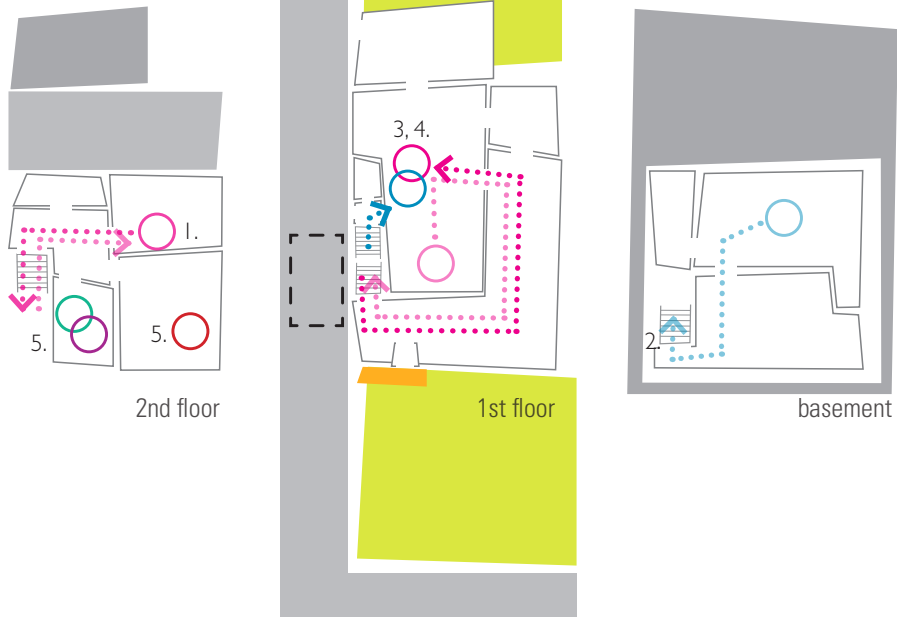 3, 4.
1.
5.
5.
2.
2nd floor
1st floor
basement